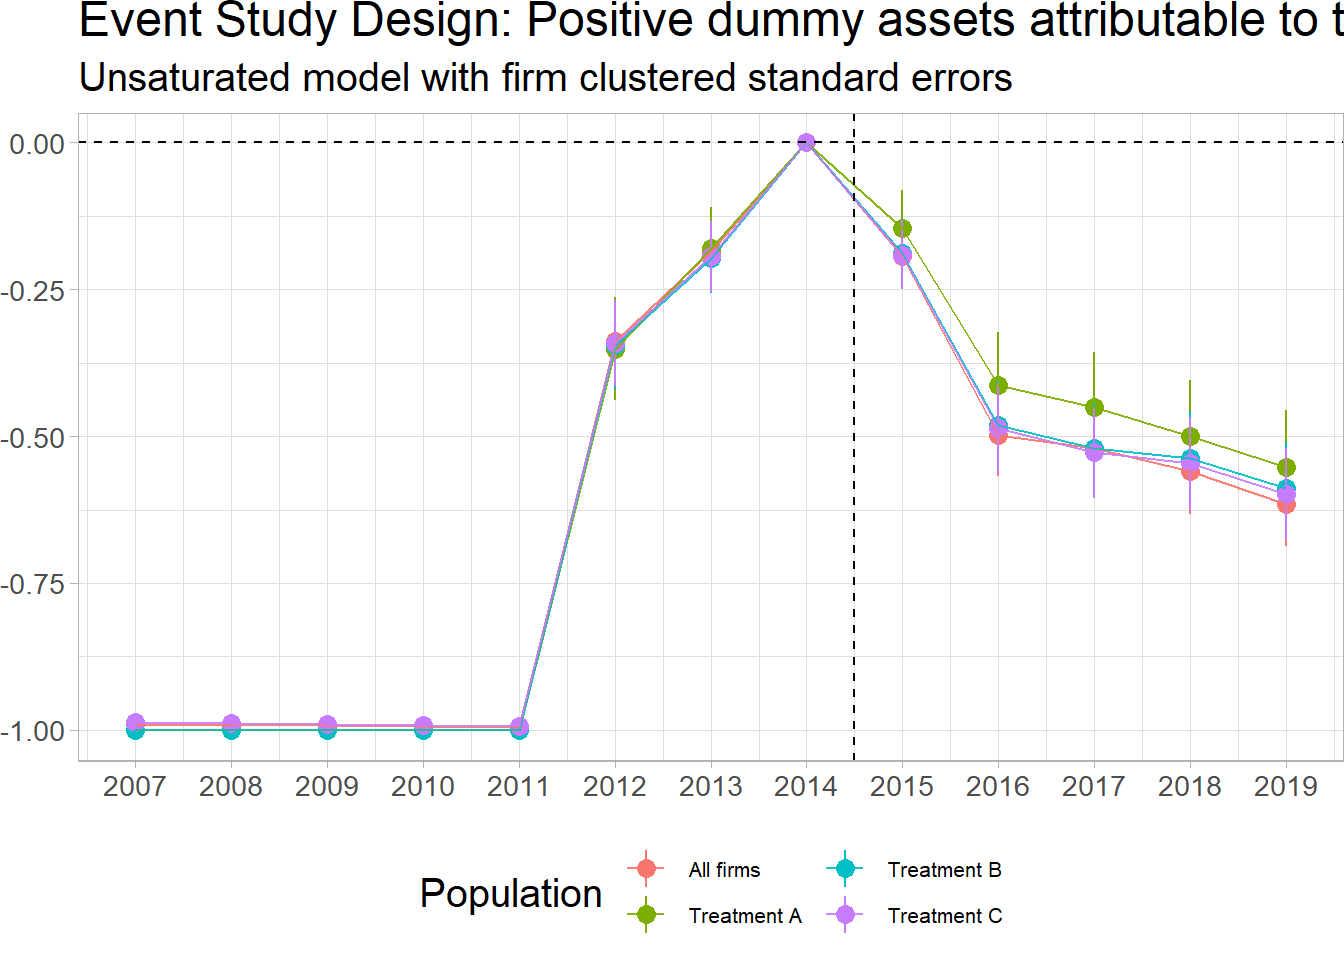 Event Study Design: Positive dummy assets attributable to
Unsaturated model with firm clustered standard errors
0.00
-0.25
-0.50
-0.75
-1.00
2007 2008 2009 2010 2011 2012 2013 2014 2015 2016 2017 2018 2019
Population
All firms
Treatment A
Treatment B
Treatment C